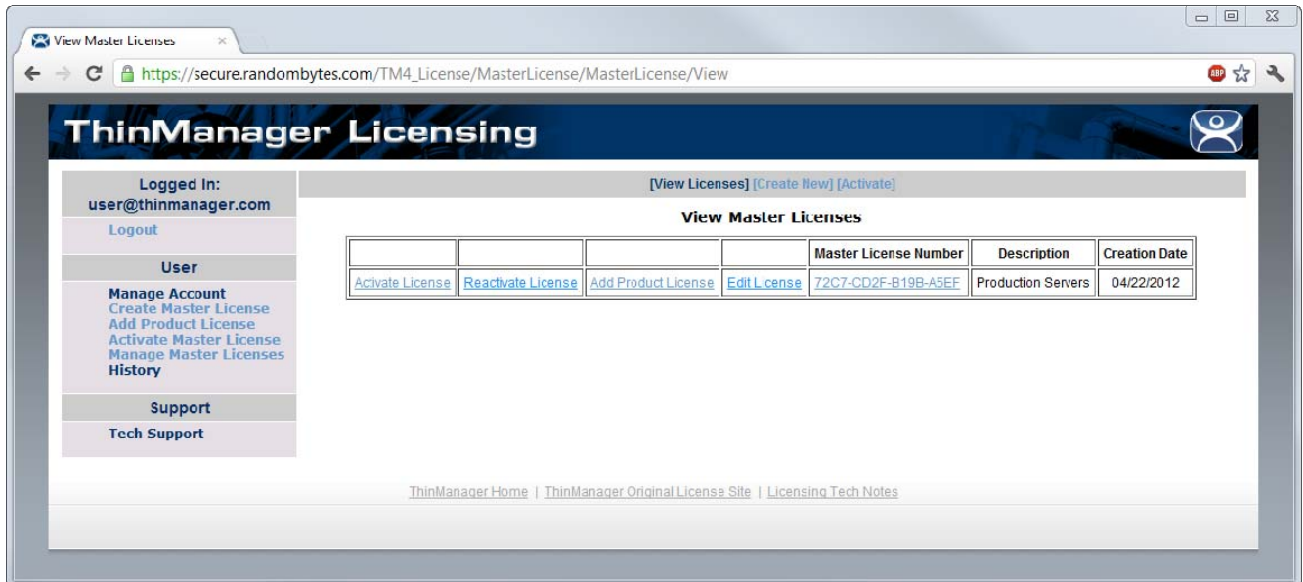 View Master Licenses
https://secure.randombytes.com/TM4_License/MasterLicense/MasterLicense/View
ABP
ThinManager Licensing
Logged In:
user@thinmanager.com
Logout
User
Manage Account
Create Master License
Add Product License
Activate Master License
Manage Master Licenses
History
Support
Tech Support
[View Licenses] [Create New] [Activate]
View Master Licenses
Master License Number Description Creation Date
Activate License Reactivate License Add Product License Edit License 72C7-CD2F-B19B-A5EF Production Servers 04/22/2012
ThinManager Home | ThinManager Original License Site | Licensing Tech Notes